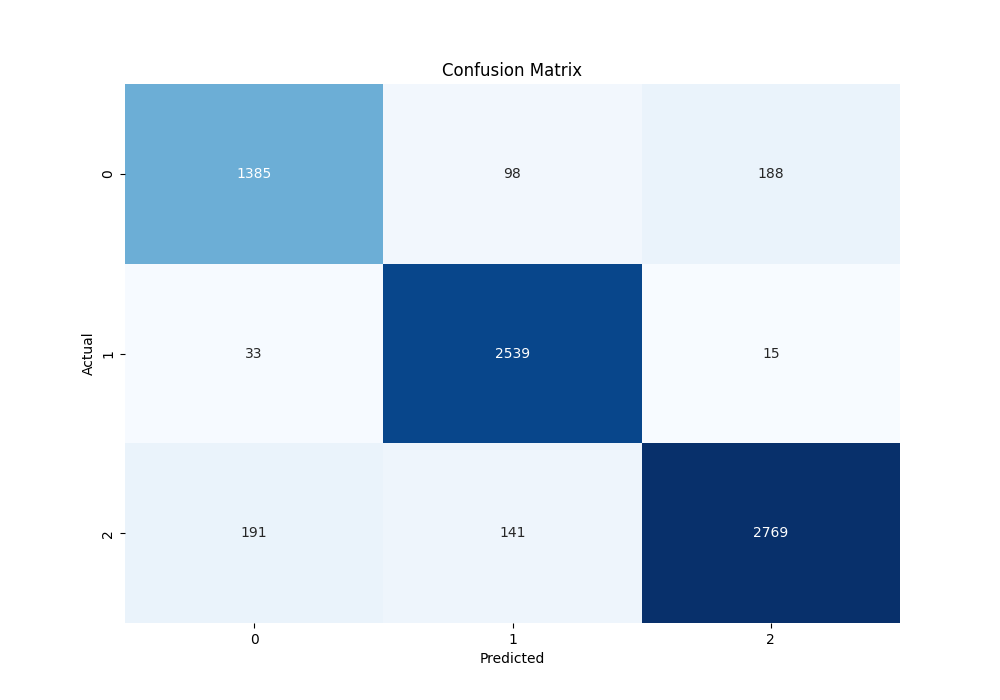 Confusion Matrix
Actual
0 1385 98 188
1 33 2539 15
2 191 141 2769
0 1 2
Predicted